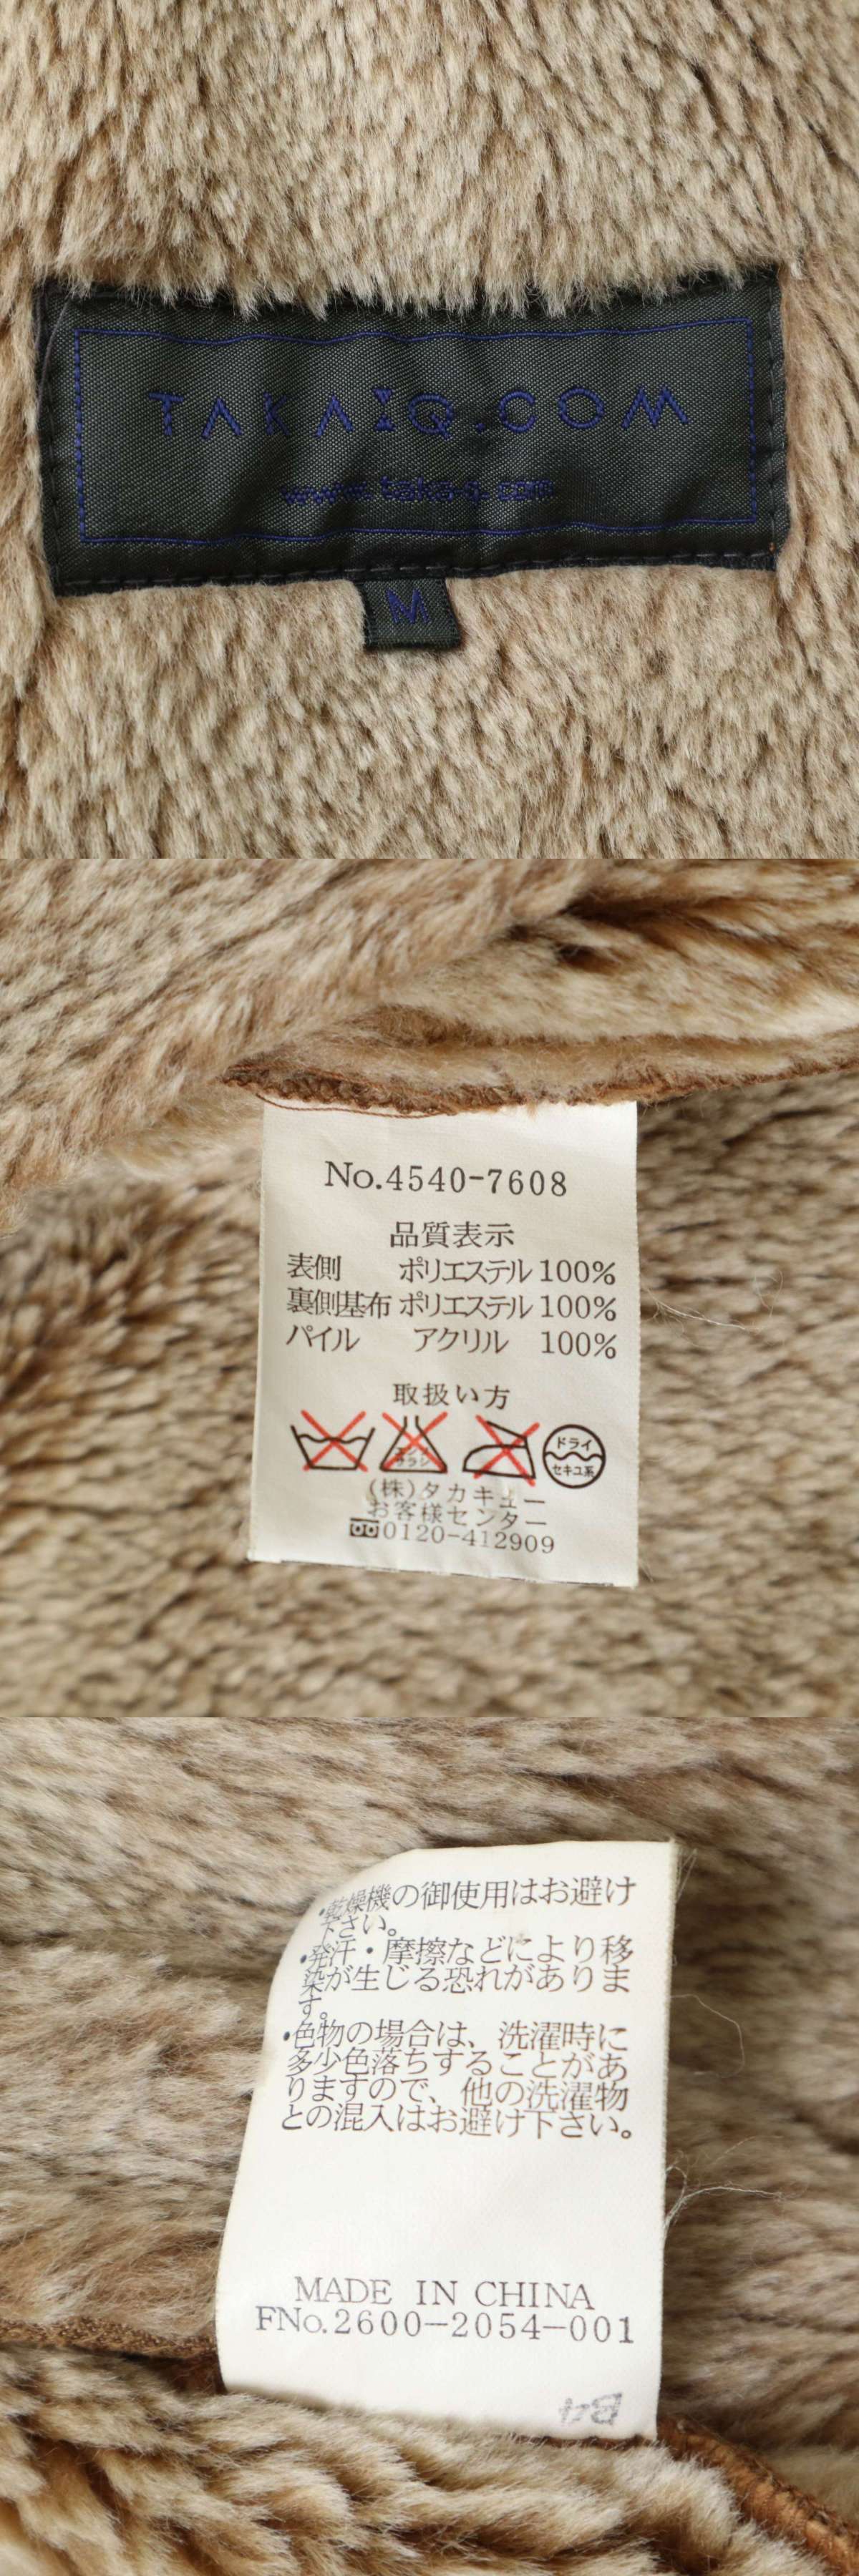 TAKAIQ.COM
www.taka-q.com
M
No.4540-7608
品質表示
表側 ポリエステル 100%
裏側基布 ポリエステル 100%
パイル アクリル 100%
取扱い方
ドライ
セキユ系
(株)タカキュー
お客様センター
0120-412909
・乾燥機の御使用はお避け
下さい。
・発汗・摩擦などにより移
染が生じる恐れがありま
す。
・色物の場合は、洗濯時に
多少色落ちすることがあ
りますので、他の洗濯物
との混入はお避け下さい。
MADE IN CHINA
FNo.2600-2054-001